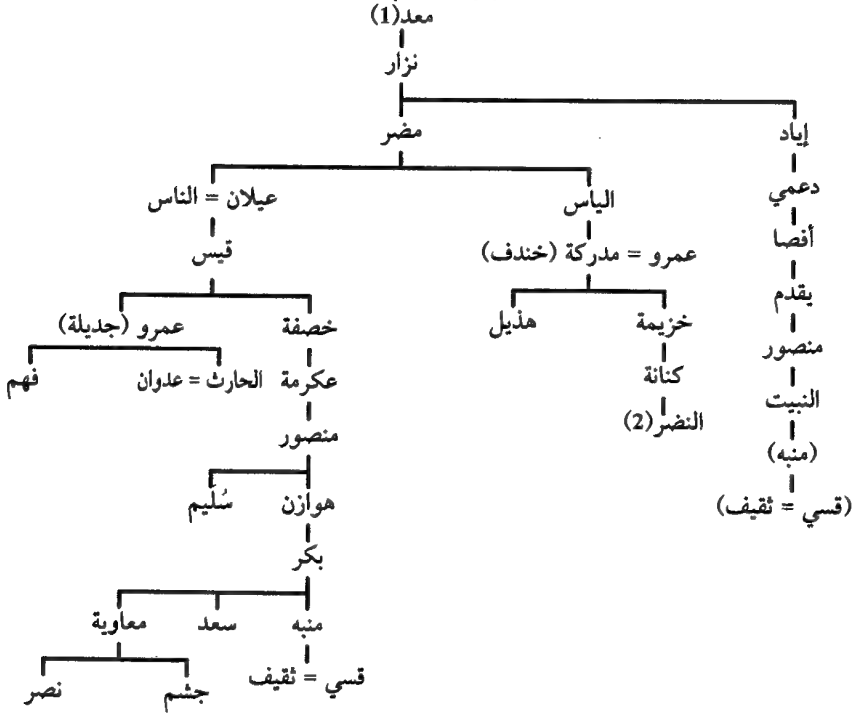 معد(1)
نزار
مضر
إياد
الياس
عيلان = الناس
دعمي
أفصا
عمرو = مدركة (خندف)
قيس
يقدم
خزيمة
هذيل
خصفة
عمرو (جديلة)
منصور
كنانة
عكرمة
الحارث = عدوان
فهم
النبيت
النضر(2)
منصور
(منبه)
هوازن
سُليم
(قسي = ثقيف)
بكر
منبه
سعد
معاوية
قسي = ثقيف
جشم
نصر